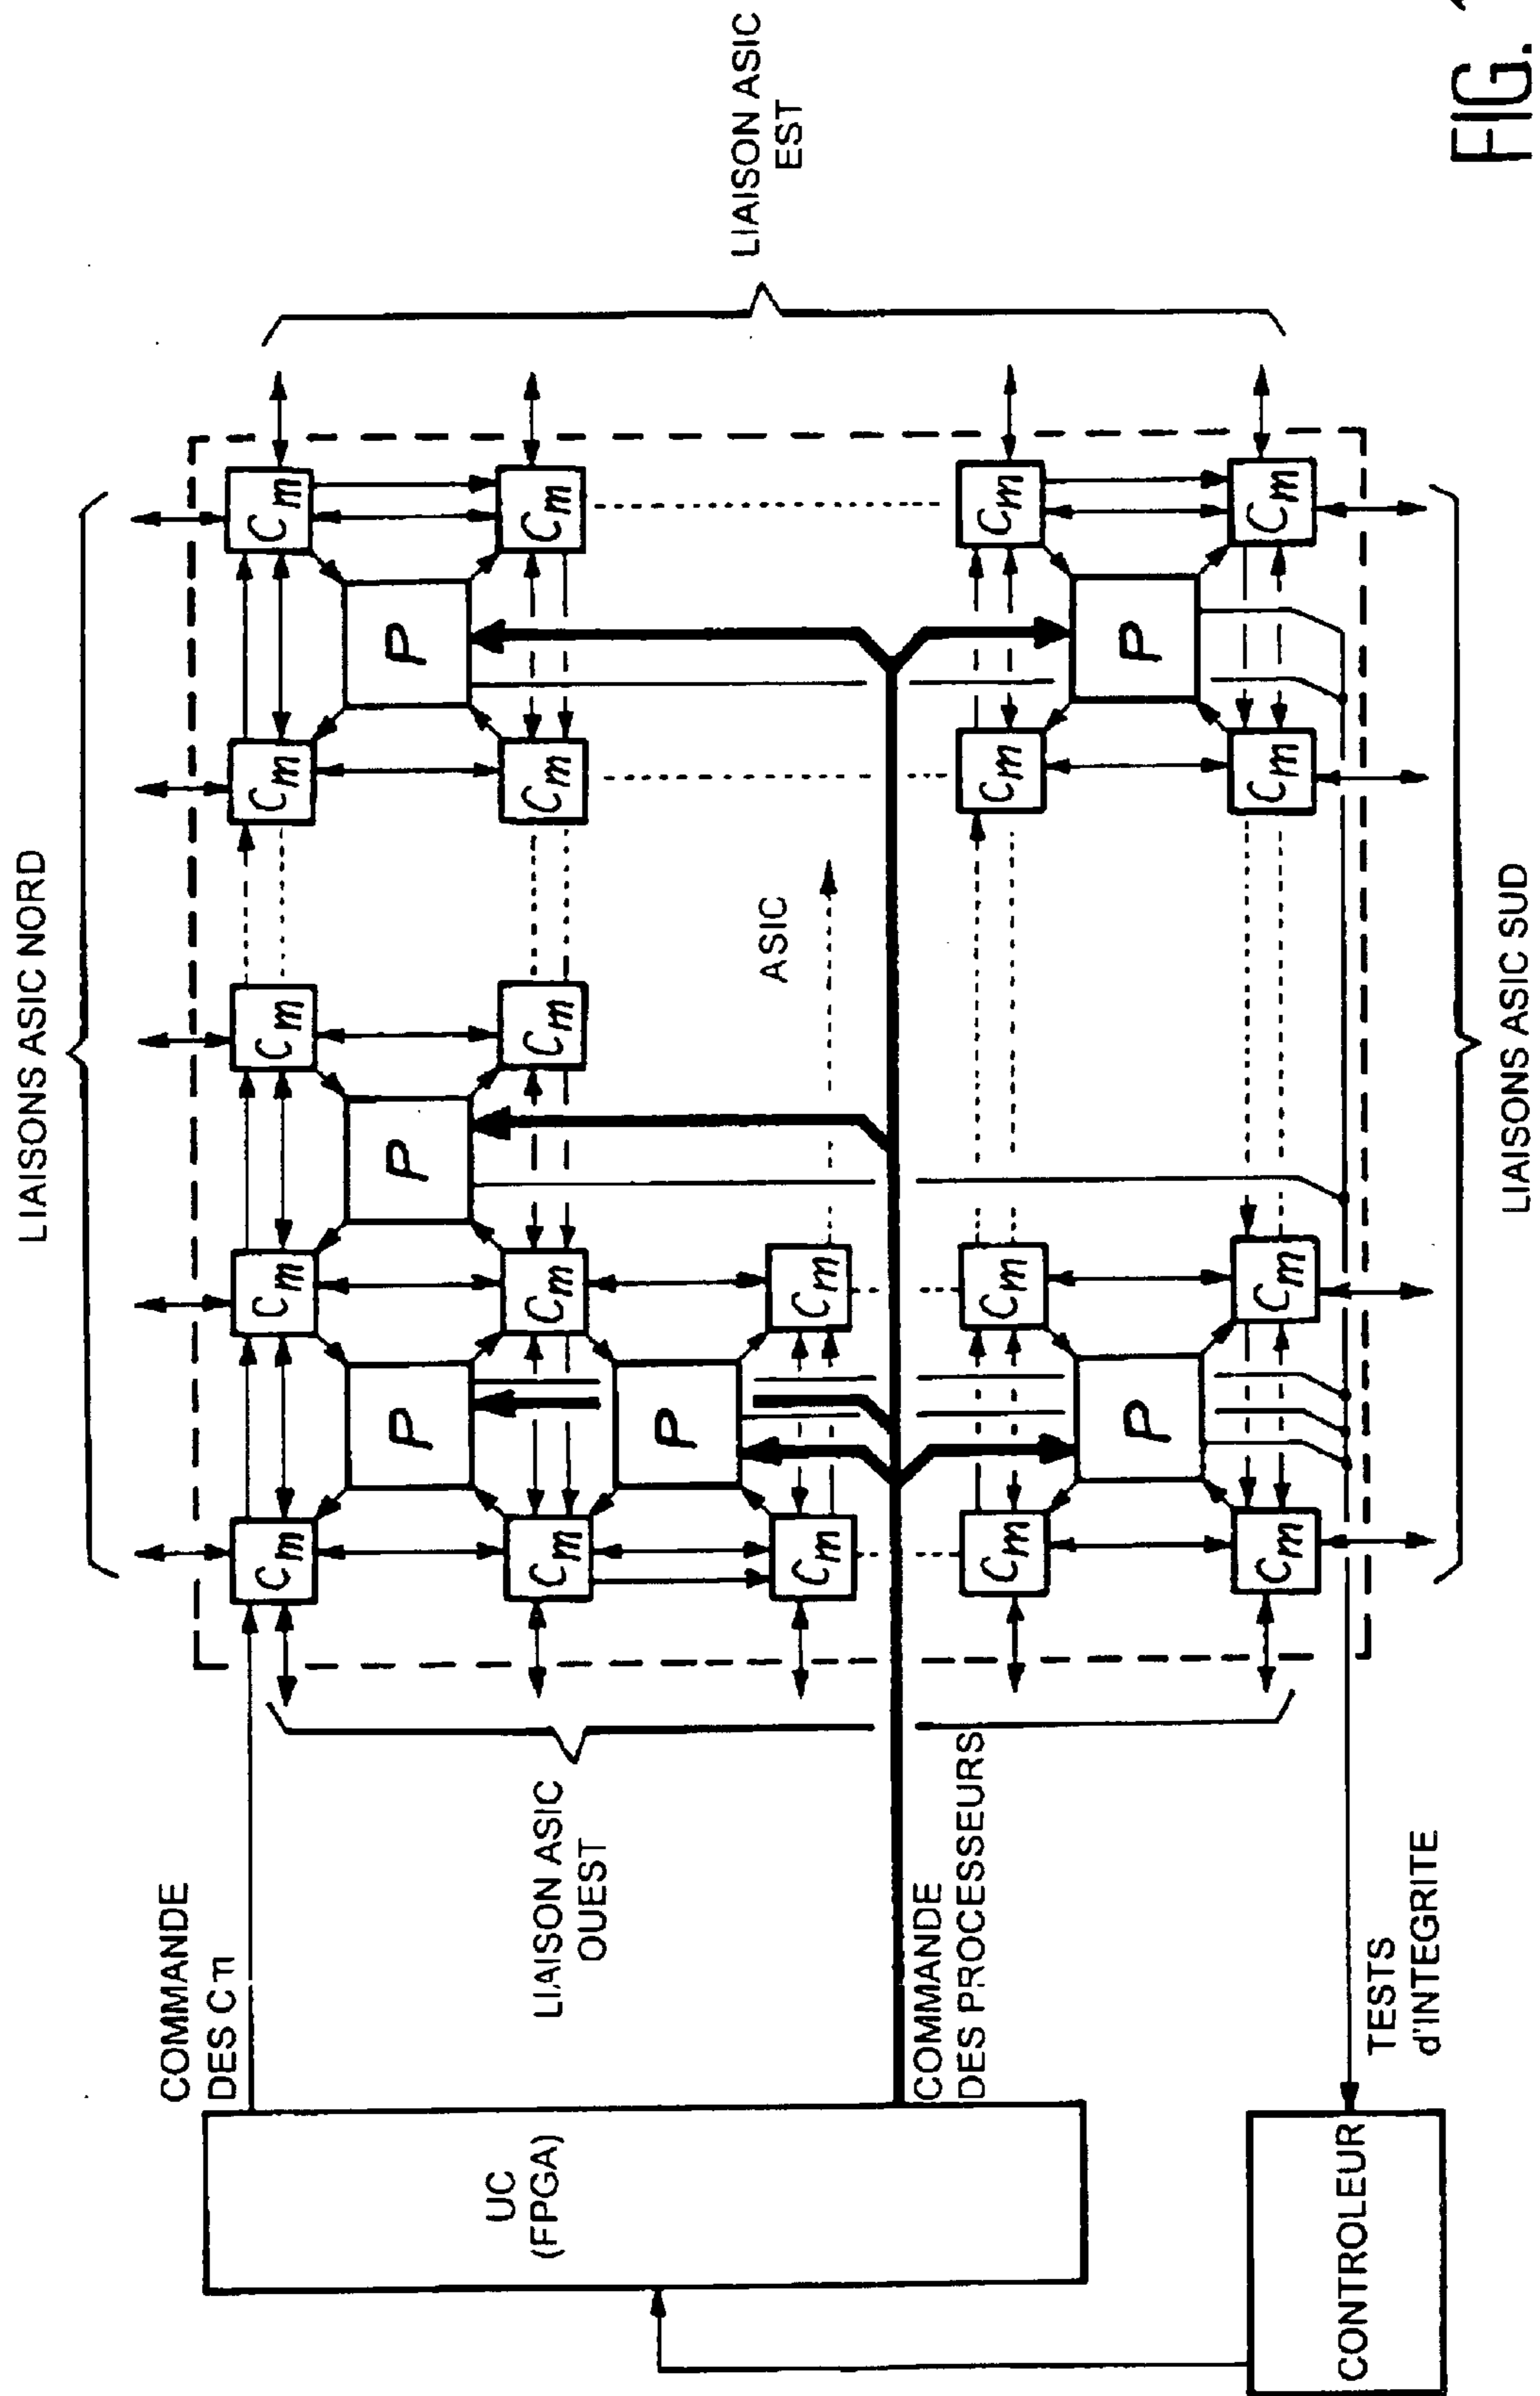 LIAISONS ASIC NORD
COMMANDE
DES C π
Cm Cm Cm Cm Cm
P P P
UC
(FPGA)
LIAISON ASIC
OUEST
Cm Cm Cm Cm Cm
P
LIAISON ASIC
EST
ASIC
Cm Cm
COMMANDE
DES PROCESSEURS
Cm Cm Cm Cm
P P
Cm Cm Cm Cm
CONTROLEUR
TESTS
d'INTEGRITE
LIAISONS ASIC SUD
FIG.